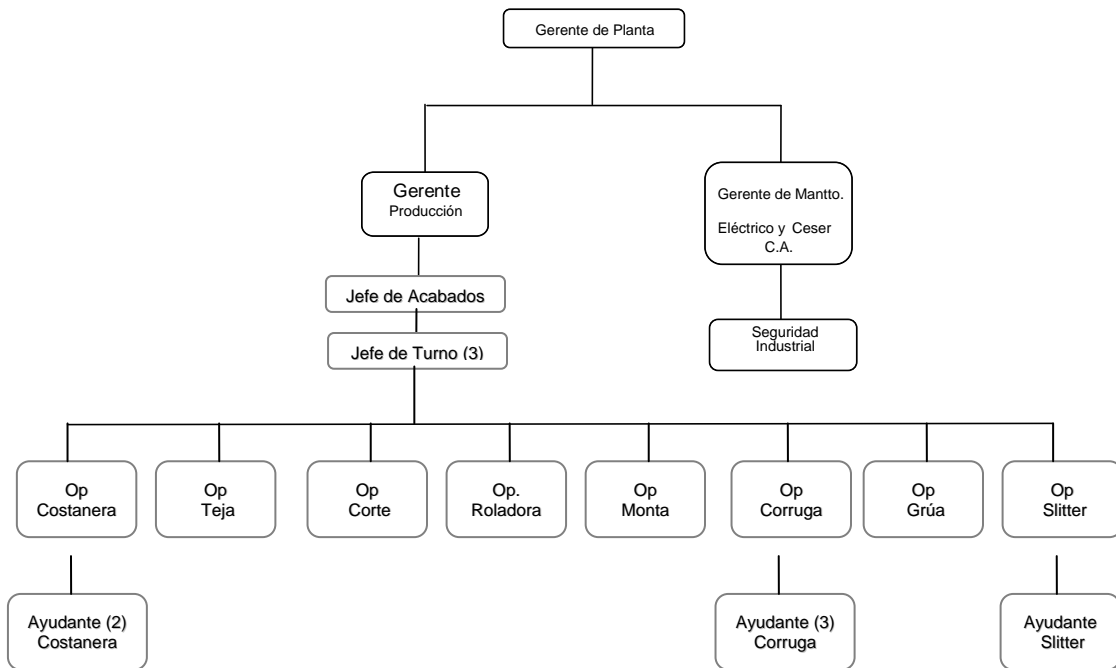 Gerente de Planta
Gerente
Producción
Gerente de Mantto.
Eléctrico y Ceser
C.A.
Jefe de Acabados
Seguridad
Industrial
Jefe de Turno (3)
Op
Costanera
Op
Teja
Op
Corte
Op.
Roladora
Op
Monta
Op
Corruga
Op
Grúa
Op
Slitter
Ayudante (2)
Costanera
Ayudante (3)
Corruga
Ayudante
Slitter